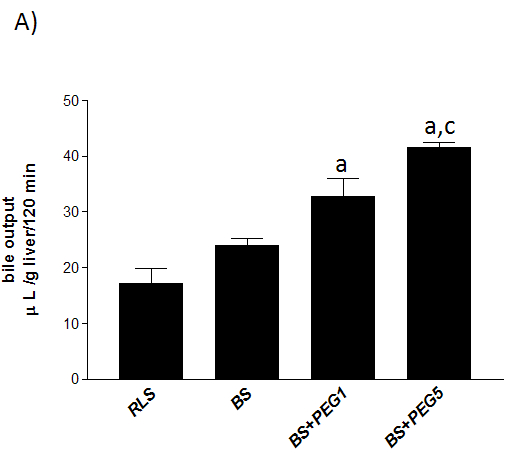 A)
bile output
µ L /g liver/120 min
50
40
30
20
10
0
a
a,c
RLS
BS
BS+PEG1
BS+PEG5